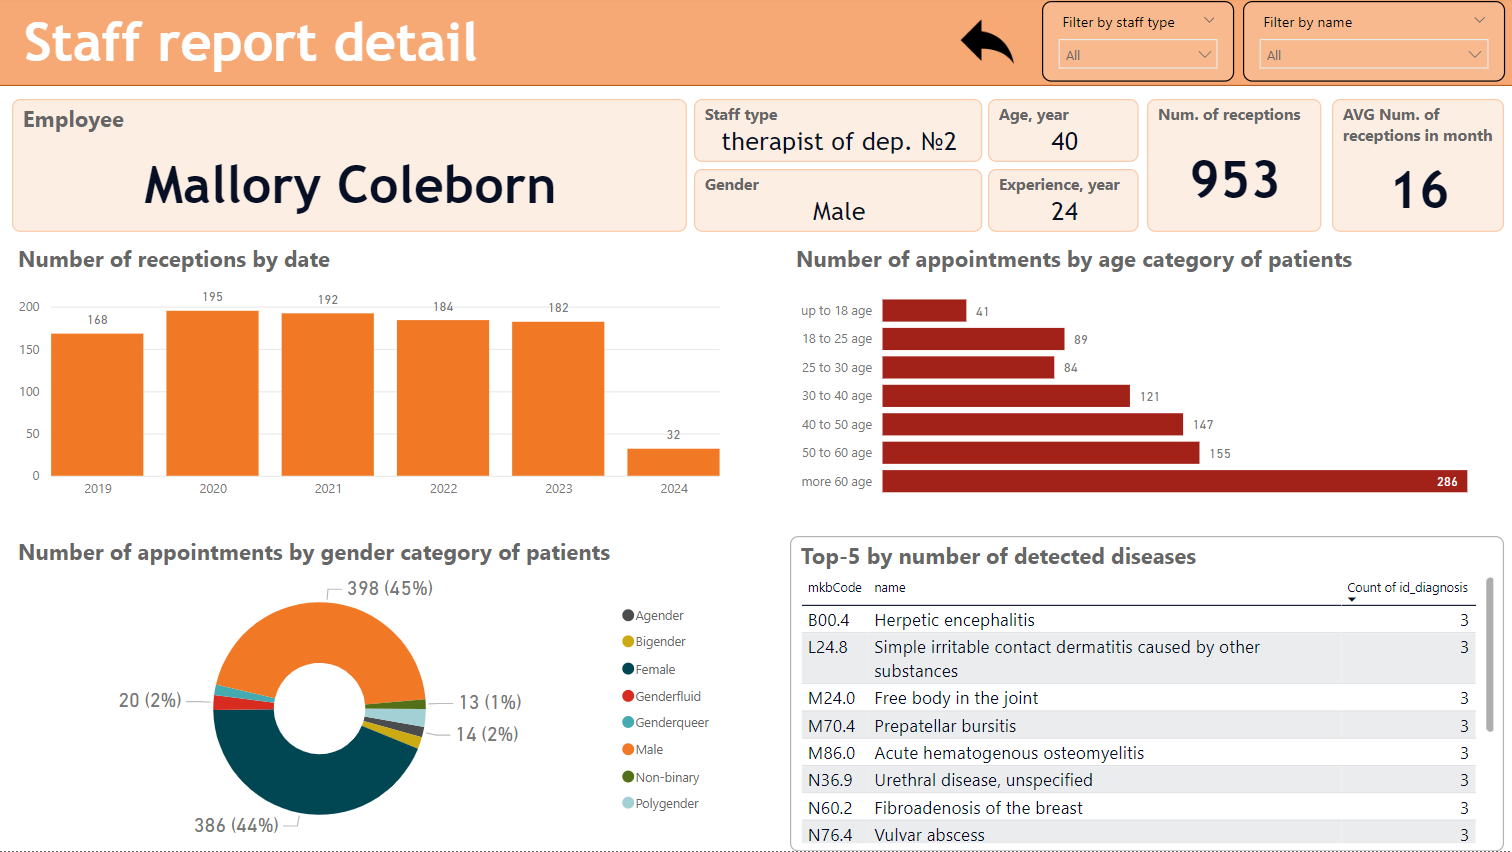 Staff report detail
Filter by staff type
All
Filter by name
All
Employee
Mallory Coleborn
Staff type
therapist of dep. №2
Gender
Male
Age, year
40
Experience, year
24
Num. of receptions
953
AVG Num. of
receptions in month
16
Number of receptions by date
200
150
100
50
0
168
195
192
184
182
32
2019
2020
2021
2022
2023
2024
Number of appointments by age category of patients
up to 18 age 41
18 to 25 age 89
25 to 30 age 84
30 to 40 age 121
40 to 50 age 147
50 to 60 age 155
more 60 age 286
Number of appointments by gender category of patients
398 (45%)
20 (2%)
13 (1%)
14 (2%)
386 (44%)
Agender
Bigender
Female
Genderfluid
Genderqueer
Male
Non-binary
Polygender
Top-5 by number of detected diseases
mkbCode name Count of id_diagnosis
B00.4 Herpetic encephalitis 3
L24.8 Simple irritable contact dermatitis caused by other 3
substances
M24.0 Free body in the joint 3
M70.4 Prepatellar bursitis 3
M86.0 Acute hematogenous osteomyelitis 3
N36.9 Urethral disease, unspecified 3
N60.2 Fibroadenosis of the breast 3
N76.4 Vulvar abscess 3